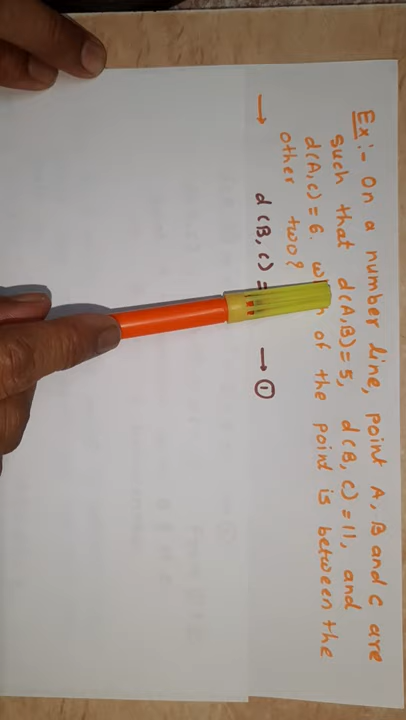 Ex:- On a number line, point A, B and C are
such that d(A,B)=5, d(B,C)=11, and
d(A,C)=6. of the point is between the
other two?
→ d(B,C) = → ①